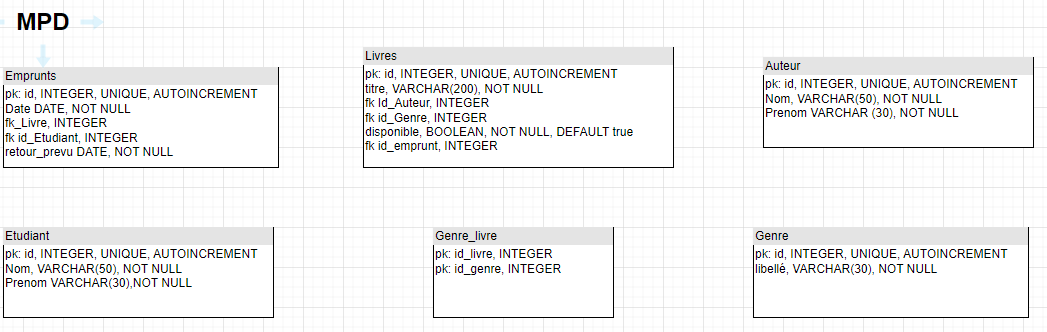 MPD
Emprunts
pk: id, INTEGER, UNIQUE, AUTOINCREMENT
Date DATE, NOT NULL
fk_Livre, INTEGER
fk id_Etudiant, INTEGER
retour_prevu DATE, NOT NULL
Livres
pk: id, INTEGER, UNIQUE, AUTOINCREMENT
titre, VARCHAR(200), NOT NULL
fk Id_Auteur, INTEGER
fk id_Genre, INTEGER
disponible, BOOLEAN, NOT NULL, DEFAULT true
fk id_emprunt, INTEGER
Auteur
pk: id, INTEGER, UNIQUE, AUTOINCREMENT
Nom, VARCHAR(50), NOT NULL
Prenom VARCHAR (30), NOT NULL
Etudiant
pk: id, INTEGER, UNIQUE, AUTOINCREMENT
Nom, VARCHAR(50), NOT NULL
Prenom VARCHAR(30),NOT NULL
Genre_livre
pk: id_livre, INTEGER
pk: id_genre, INTEGER
Genre
pk: id, INTEGER, UNIQUE, AUTOINCREMENT
libellé, VARCHAR(30), NOT NULL